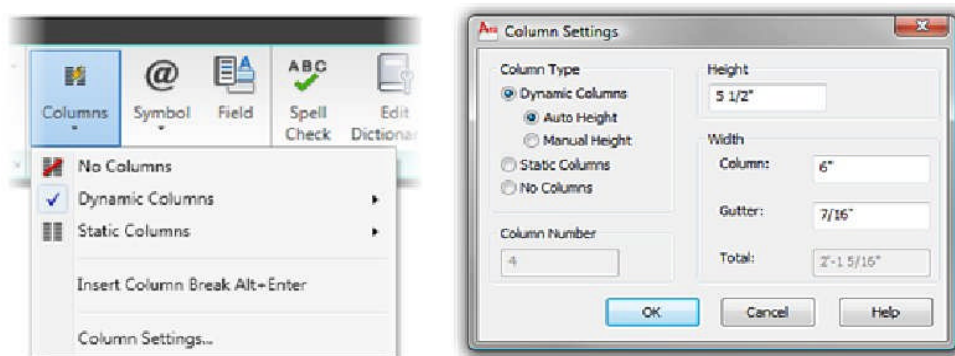 Columns
@
Symbol
Field
ABC
Spell
Check
Edit
No Columns
Dynamic Columns
Static Columns
Insert Column Break Alt+Enter
Column Settings...
Column Settings
Column Type
Dynamic Columns
Auto Height
Manual Height
Static Columns
No Columns
Column Number
4
Height
5 1/2"
Width
Column:
6"
Gutter:
7/16"
Total:
2'-1 5/16"
OK
Cancel
Help